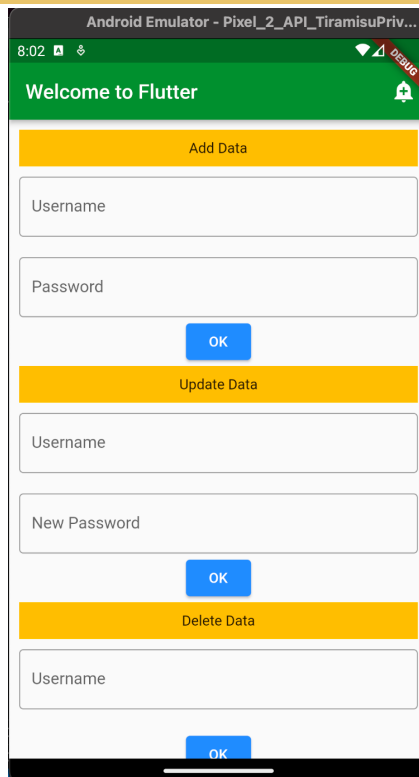 Android Emulator - Pixel_2_API_TiramisuPriv...
8:02 A
DEBUG
Welcome to Flutter
Add Data
Username
Password
OK
Update Data
Username
New Password
OK
Delete Data
Username
OK